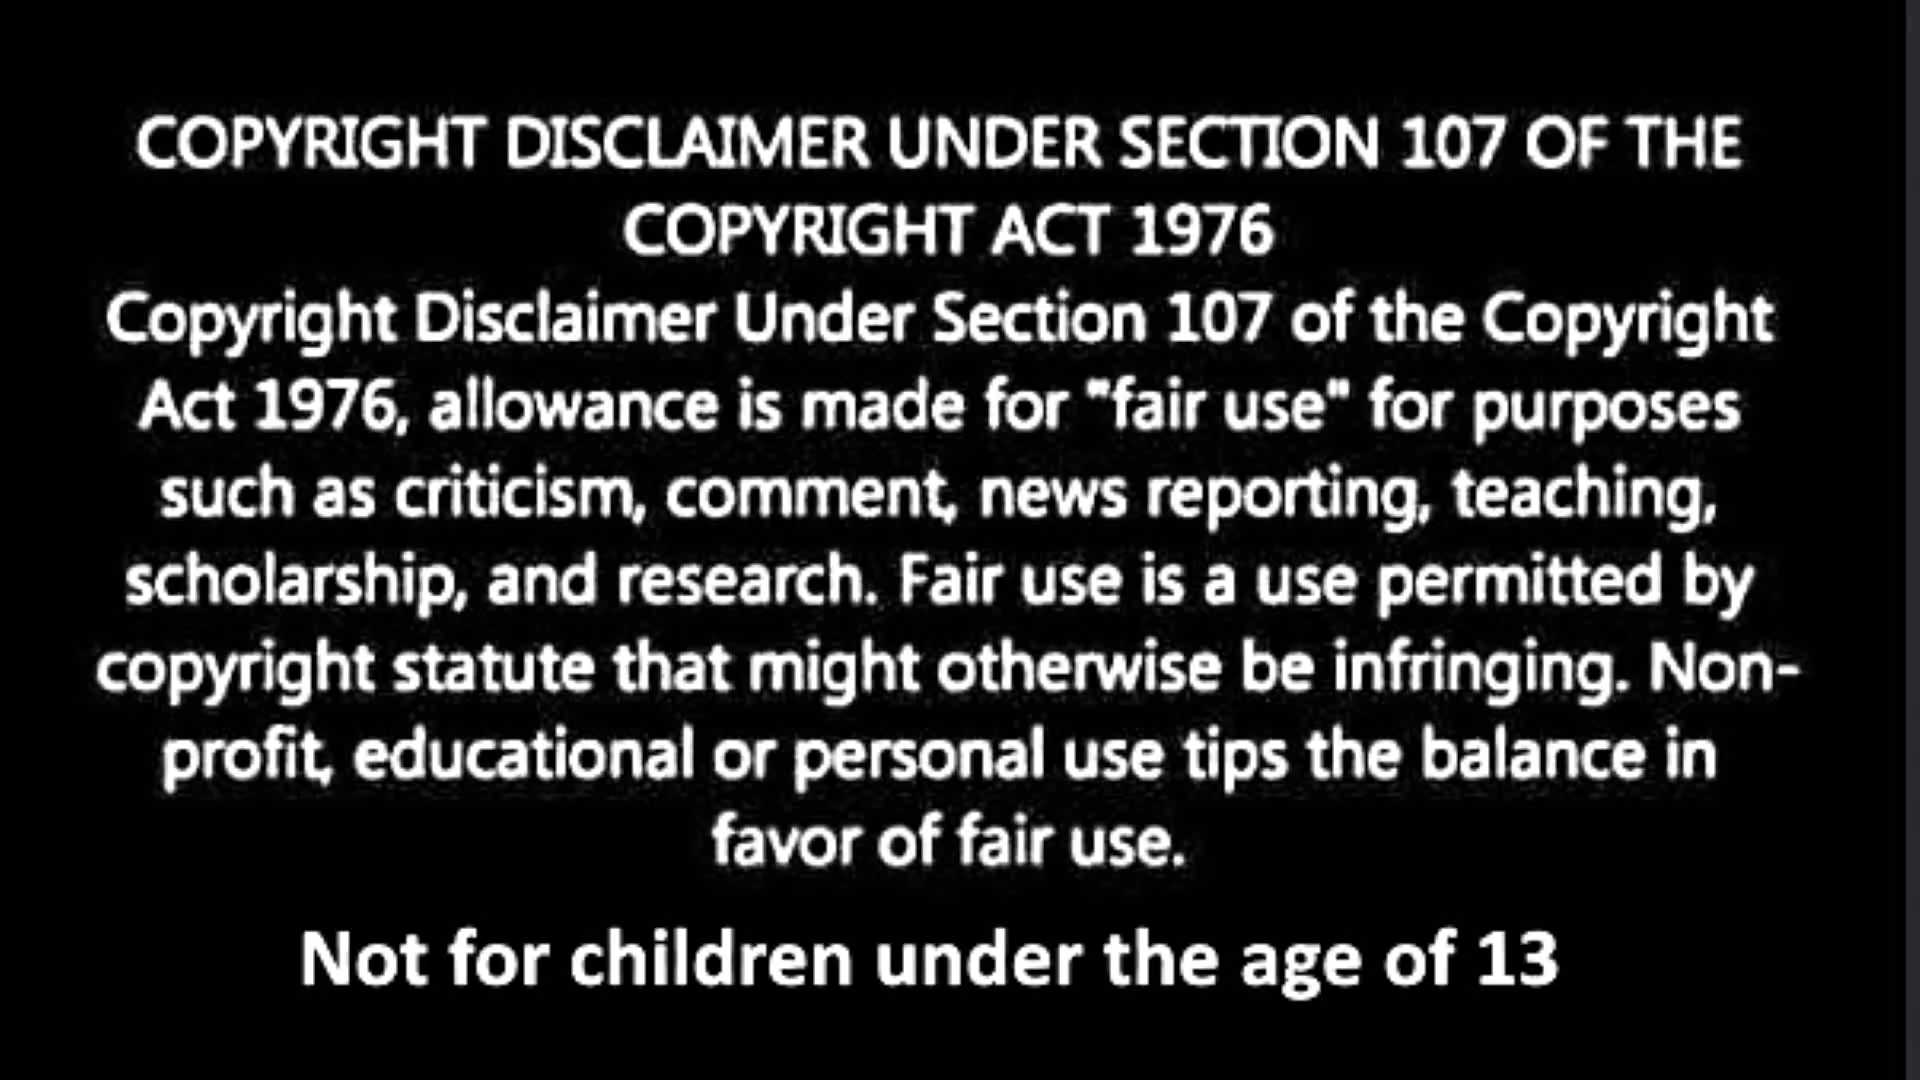 COPYRIGHT DISCLAIMER UNDER SECTION 107 OF THE
COPYRIGHT ACT 1976
Copyright Disclaimer Under Section 107 of the Copyright
Act 1976, allowance is made for "fair use" for purposes
such as criticism, comment, news reporting, teaching,
scholarship, and research. Fair use is a use permitted by
copyright statute that might otherwise be infringing. Non-
profit, educational or personal use tips the balance in
favor of fair use.
Not for children under the age of 13